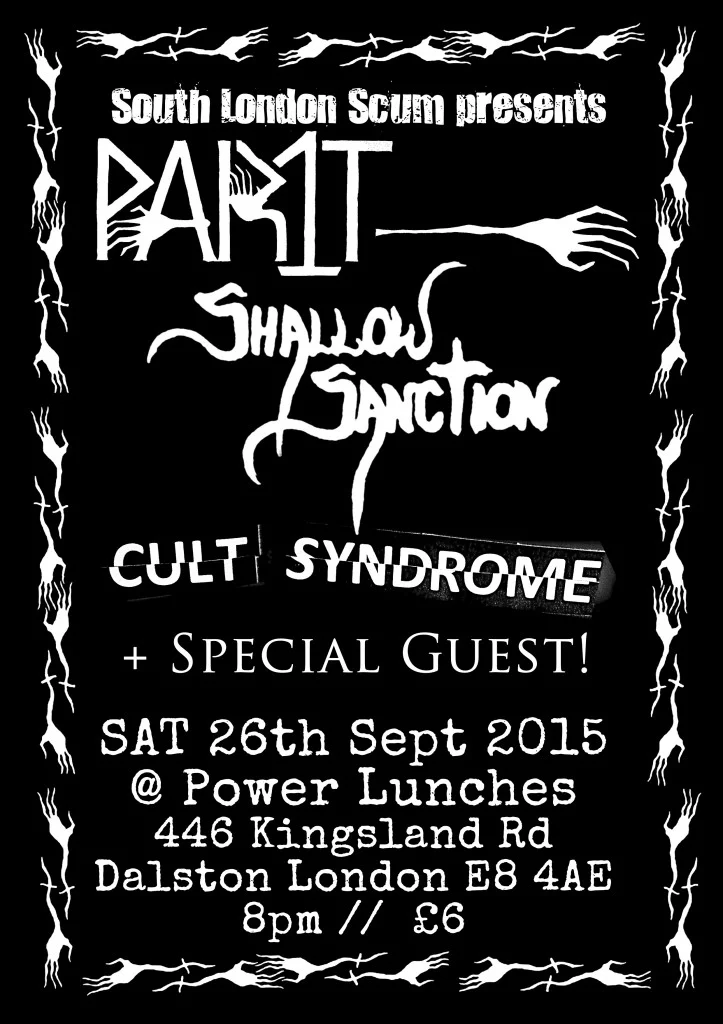 South London Scum presents
PARIT
SHALLOW
SANCTION
CULT SYNDROME
+ SPECIAL GUEST!
SAT 26th Sept 2015
@ Power Lunches
446 Kingsland Rd
Dalston London E8 4AE
8pm // £6